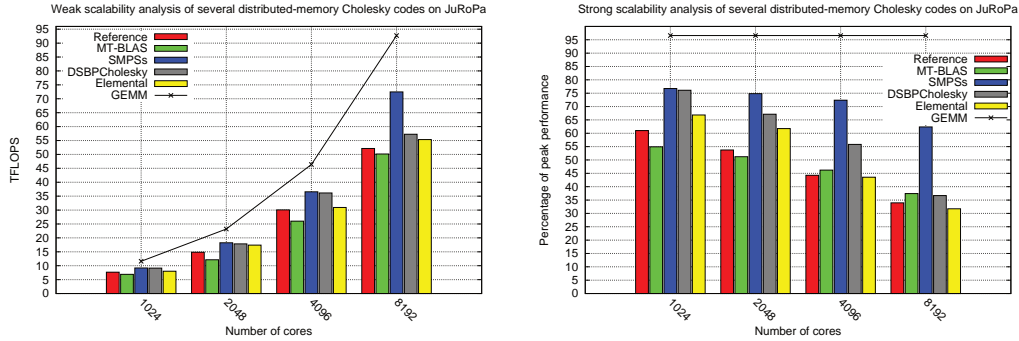 Weak scalability analysis of several distributed-memory Cholesky codes on JuRoPa
95
90
85
80
75
70
65
60
55
50
45
40
35
30
25
20
15
10
5
0
TFLOPS
Reference
MT-BLAS
SMPSs
DSBPCholesky
Elemental
GEMM
1024
2048
4096
8192
Number of cores
Strong scalability analysis of several distributed-memory Cholesky codes on JuRoPa
95
90
85
80
75
70
65
60
55
50
45
40
35
30
25
20
15
10
5
0
Percentage of peak performance
Reference
MT-BLAS
SMPSs
DSBPCholesky
Elemental
GEMM
1024
2048
4096
8192
Number of cores